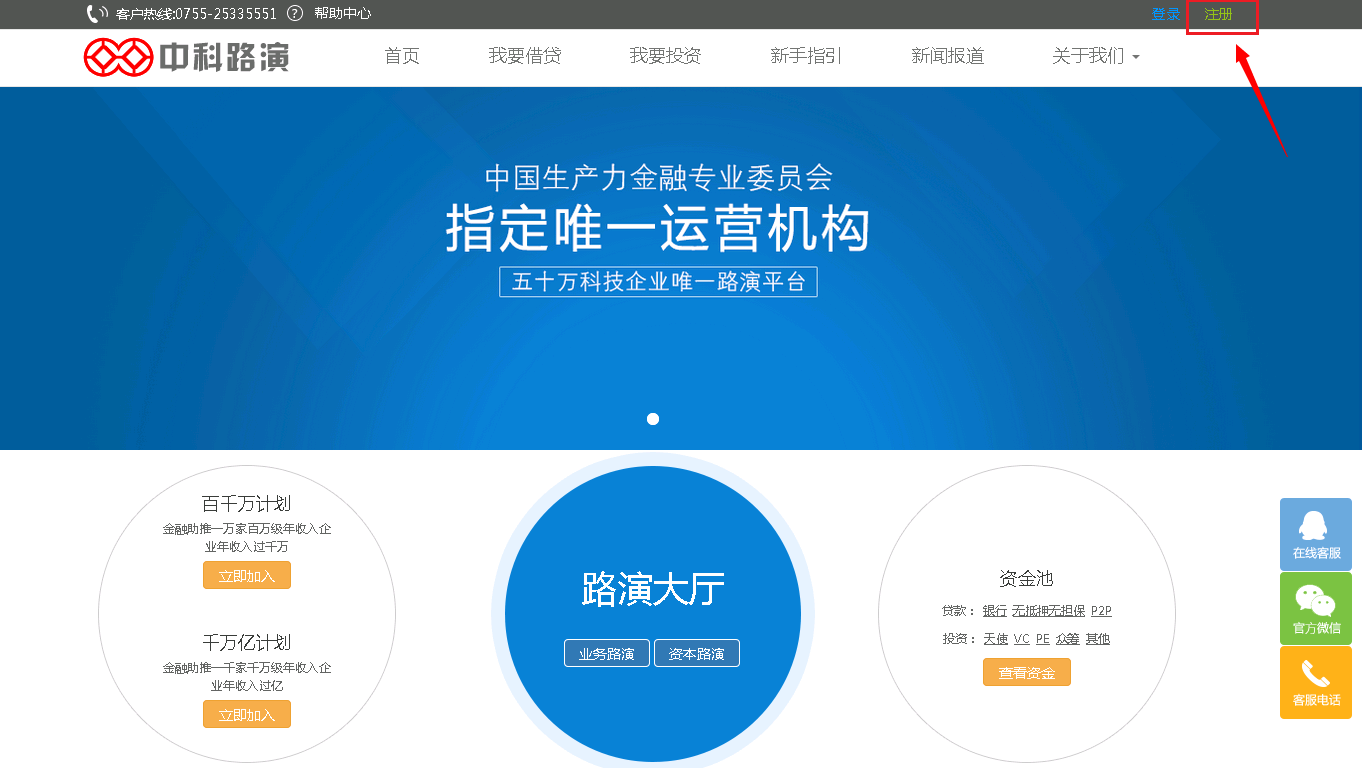 客户热线:0755-25335551 ? 帮助中心 登录 注册
中科路演 首页 我要借贷 我要投资 新手指引 新闻报道 关于我们
中国生产力金融专业委员会
指定唯一运营机构
五十万科技企业唯一路演平台
百千万计划
金融助推一万家百万级年收入企
业年收入过千万
立即加入
千万亿计划
金融助推一千家千万级年收入企
业年收入过亿
立即加入
路演大厅
业务路演 资本路演
资金池
贷款： 银行 无抵押无担保 P2P
投资： 天使 VC PE 众筹 其他
查看资金
在线客服
官方微信
客服电话